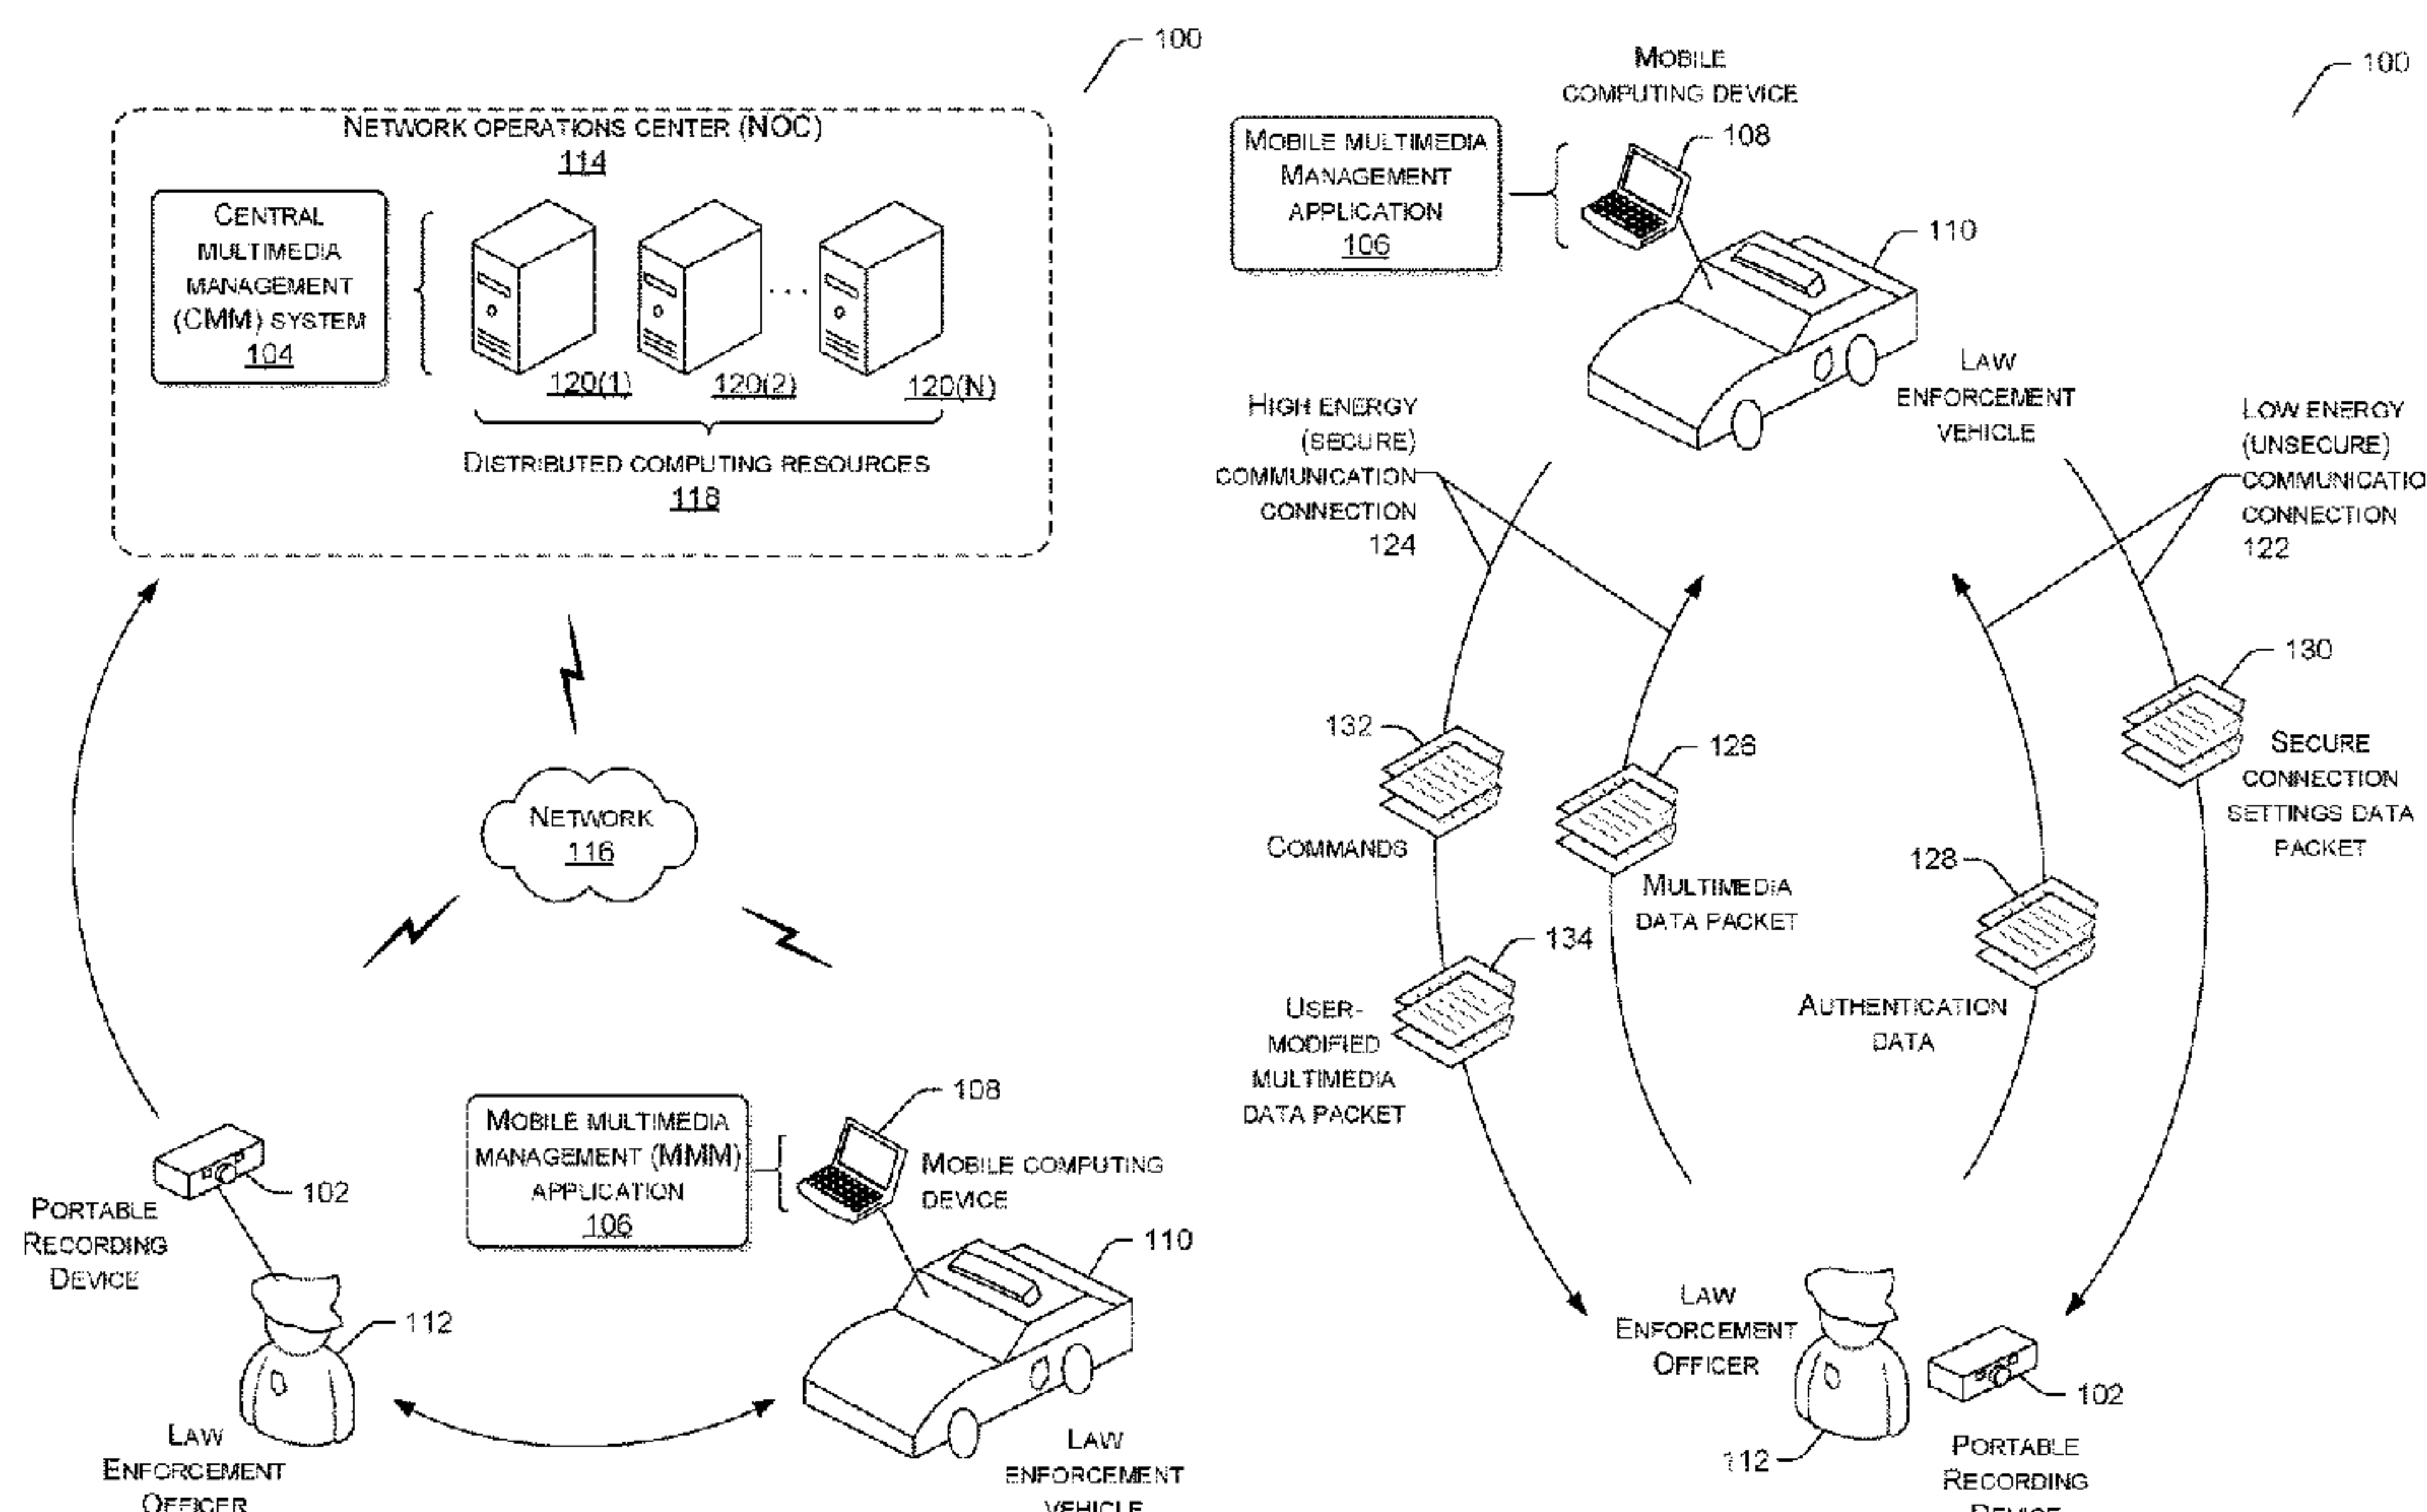 100
NETWORK OPERATIONS CENTER (NOC)
114
CENTRAL
MULTIMEDIA
MANAGEMENT
(CMM) SYSTEM
104
120(1)
120(2)
120(N)
DISTRIBUTED COMPUTING RESOURCES
118
NETWORK
116
MOBILE MULTIMEDIA
MANAGEMENT (MMM)
APPLICATION
106
108
MOBILE COMPUTING
DEVICE
110
102
PORTABLE
RECORDING
DEVICE
112
LAW
ENFORCEMENT
OFFICER
LAW
ENFORCEMENT
VEHICLE
100
MOBILE
COMPUTING DEVICE
MOBILE MULTIMEDIA
MANAGEMENT
APPLICATION
106
108
110
LAW
ENFORCEMENT
VEHICLE
HIGH ENERGY
(SECURE)
COMMUNICATION
CONNECTION
124
LOW ENERGY
(UNSECURE)
COMMUNICATIO
CONNECTION
122
130
SECURE
CONNECTION
SETTINGS DATA
PACKET
132
COMMANDS
126
MULTIMEDIA
DATA PACKET
128
AUTHENTICATION
DATA
134
USER-
MODIFIED
MULTIMEDIA
DATA PACKET
LAW
ENFORCEMENT
OFFICER
112
102
PORTABLE
RECORDING
DEVICE